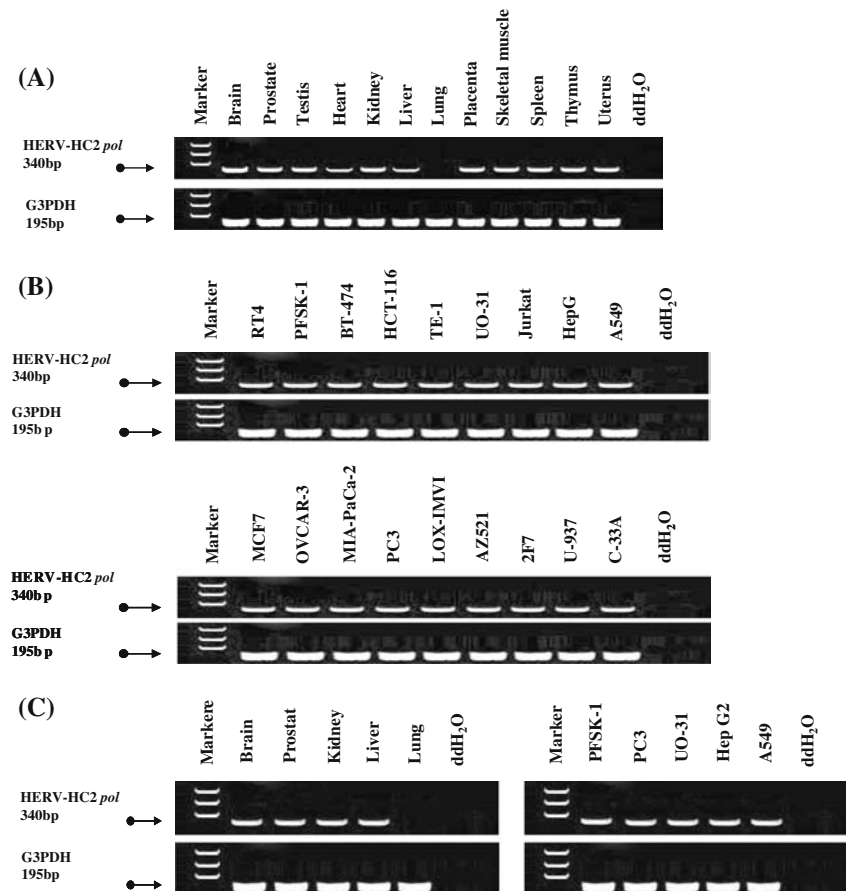 (A)
Marker Brain Prostate Testis Heart Kidney Liver Lung Placenta Skeletal muscle Spleen Thymus Uterus ddH₂O
HERV-HC2 pol
340bp
G3PDH
195bp
(B)
Marker RT4 PFSK-1 BT-474 HCT-116 TE-1 UO-31 Jurkat HepG A549 ddH₂O
HERV-HC2 pol
340bp
G3PDH
195b p
Marker MCF7 OVCAR-3 MIA-PaCa-2 PC3 LOX-IMVI AZ521 2F7 U-937 C-33A ddH₂O
HERV-HC2 pol
340b p
G3PDH
195b p
(C)
Markere Brain Prostat Kidney Liver Lung ddH₂O Marker PFSK-1 PC3 UO-31 Hep G2 A549 ddH₂O
HERV-HC2 pol
340bp
G3PDH
195bp